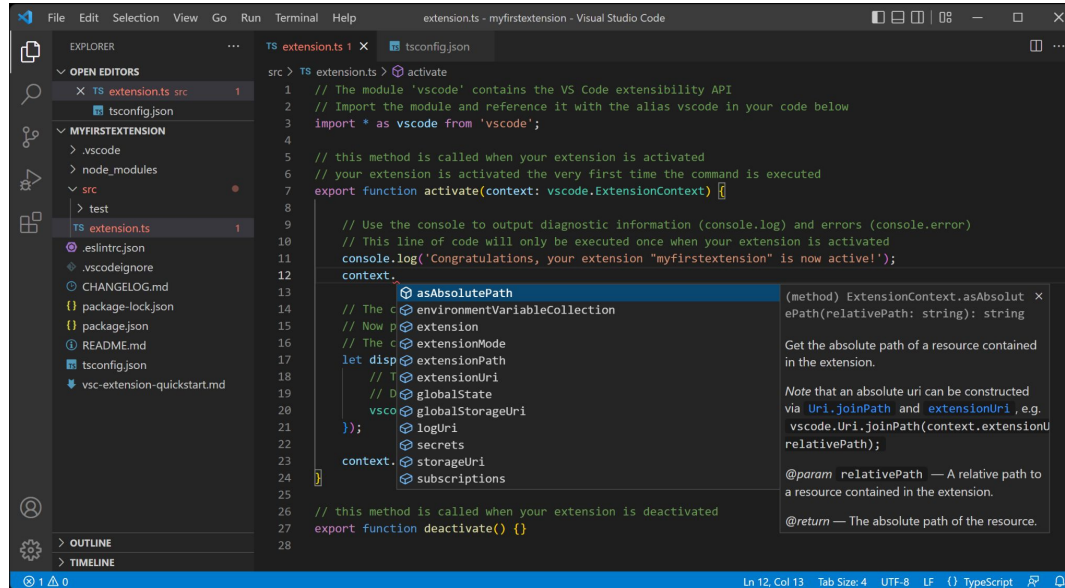 File Edit Selection View Go Run Terminal Help
extension.ts - myfirstextension - Visual Studio Code
EXPLORER
OPEN EDITORS
TS extension.ts src 1
tsconfig.json
MYFIRSTEXTENSION
.vscode
node_modules
src
test
TS extension.ts 1
.eslintrc.json
.vscodeignore
CHANGELOG.md
{} package-lock.json
{} package.json
README.md
tsconfig.json
vsc-extension-quickstart.md
OUTLINE
TIMELINE
TS extension.ts 1
TS tsconfig.json
src > TS extension.ts > activate
1 // The module 'vscode' contains the VS Code extensibility API
2 // Import the module and reference it with the alias vscode in your code below
3 import * as vscode from 'vscode';
4
5 // this method is called when your extension is activated
6 // your extension is activated the very first time the command is executed
7 export function activate(context: vscode.ExtensionContext) {
8
9 // Use the console to output diagnostic information (console.log) and errors (console.error)
10 // This line of code will only be executed once when your extension is activated
11 console.log('Congratulations, your extension "myfirstextension" is now active!');
12 context.
13
14 // The c
15 // Now p
16 // The c
17 let disp
18 // T
19 // D
20 vsco
21 });
22
23 context.
24 }
25
26 // this method is called when your extension is deactivated
27 export function deactivate() {}
28
asAbsolutePath
environmentVariableCollection
extension
extensionMode
extensionPath
extensionUri
globalState
globalStorageUri
logUri
secrets
storageUri
subscriptions
(method) ExtensionContext.asAbsolut
ePath(relativePath: string): string
Get the absolute path of a resource contained
in the extension.
Note that an absolute uri can be constructed
via Uri.joinPath and extensionUri , e.g.
vscode.Uri.joinPath(context.extensionU
relativePath);
@param relativePath — A relative path to
a resource contained in the extension.
@return — The absolute path of the resource.
1 0
Ln 12, Col 13 Tab Size: 4 UTF-8 LF {} TypeScript